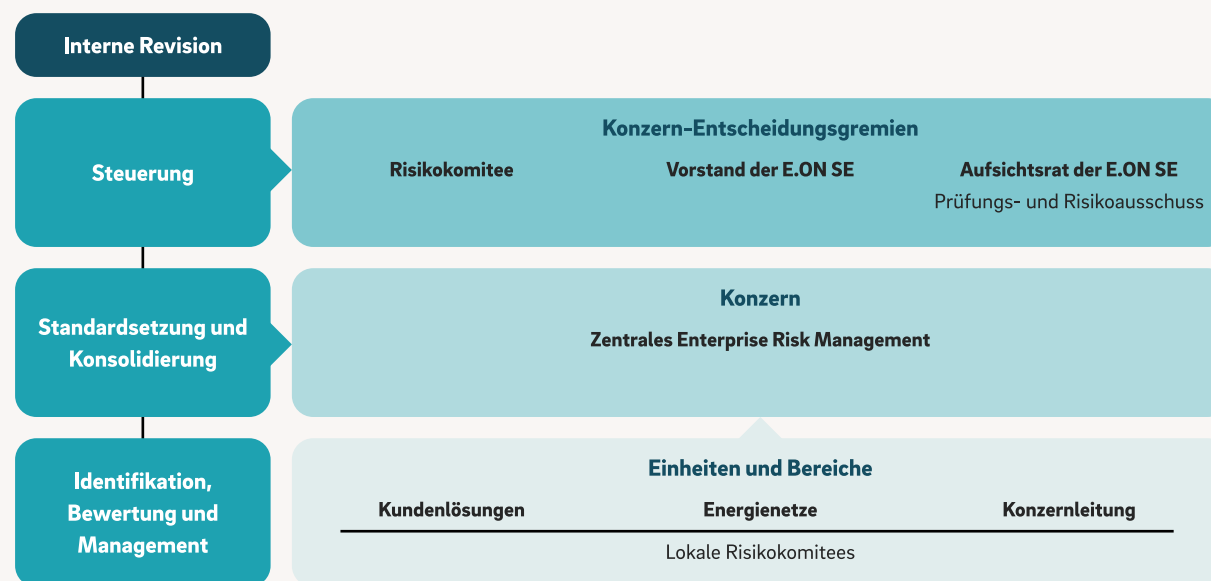 Interne Revision
Steuerung
Konzern-Entscheidungsgremien
Risikokomitee
Vorstand der E.ON SE
Aufsichtsrat der E.ON SE
Prüfungs- und Risikoausschuss
Standardsetzung und
Konsolidierung
Konzern
Zentrales Enterprise Risk Management
Identifikation,
Bewertung und
Management
Einheiten und Bereiche
Kundenlösungen
Energienetze
Konzernleitung
Lokale Risikokomitees